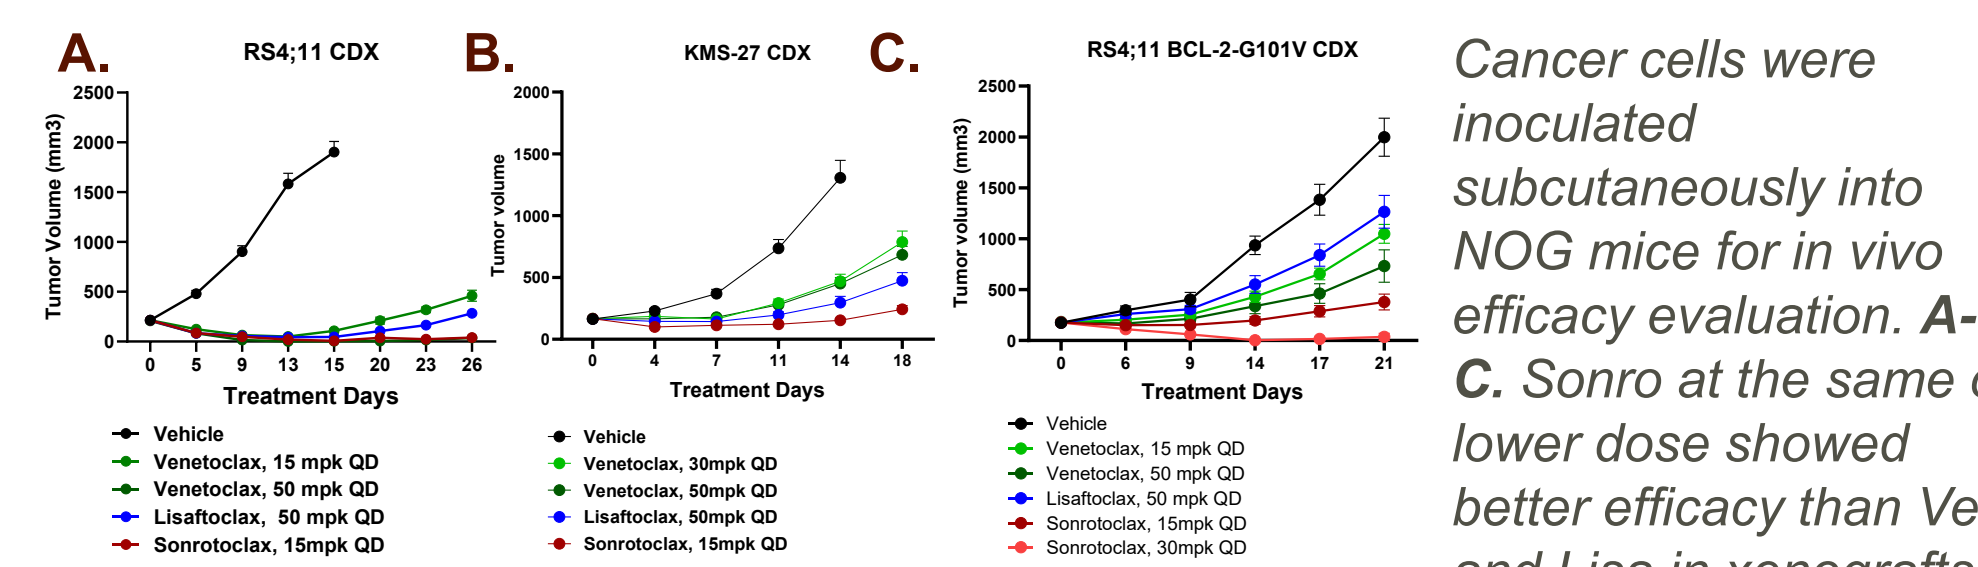 A.
RS4;11 CDX
Tumor Volume (mm3)
2500
2000
1500
1000
500
0
0 5 9 13 15 20 23 26
Treatment Days
Vehicle
Venetoclax, 15 mpk QD
Venetoclax, 50 mpk QD
Lisaftoclax, 50 mpk QD
Sonrotoclax, 15mpk QD
B.
KMS-27 CDX
Tumor volume
2000
1500
1000
500
0
0 4 7 11 14 18
Treatment Days
Vehicle
Venetoclax, 30mpk QD
Venetoclax, 50mpk QD
Lisaftoclax, 50mpk QD
Sonrotoclax, 15mpk QD
C.
RS4;11 BCL-2-G101V CDX
Tumor volume (mm3)
2500
2000
1500
1000
500
0
0 6 9 14 17 21
Treatment Days
Vehicle
Venetoclax, 15 mpk QD
Venetoclax, 50 mpk QD
Lisaftoclax, 50 mpk QD
Sonrotoclax, 15mpk QD
Sonrotoclax, 30mpk QD
Cancer cells were
inoculated
subcutaneously into
NOG mice for in vivo
efficacy evaluation. A-
C. Sonro at the same
lower dose showed
better efficacy than Ve
and Lisa in xenografts